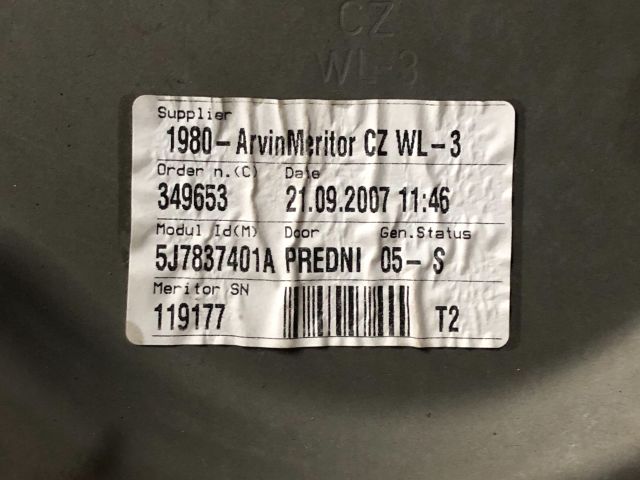 CZ
WL-3
Supplier
1980- ArvinMeritor CZ WL-3
Order n.(C) Date
349653 21.09.2007 11:46
Modul Id(M) Door Gen.Status
5J7837401A PREDNI 05- S
Meritor SN
119177 T2